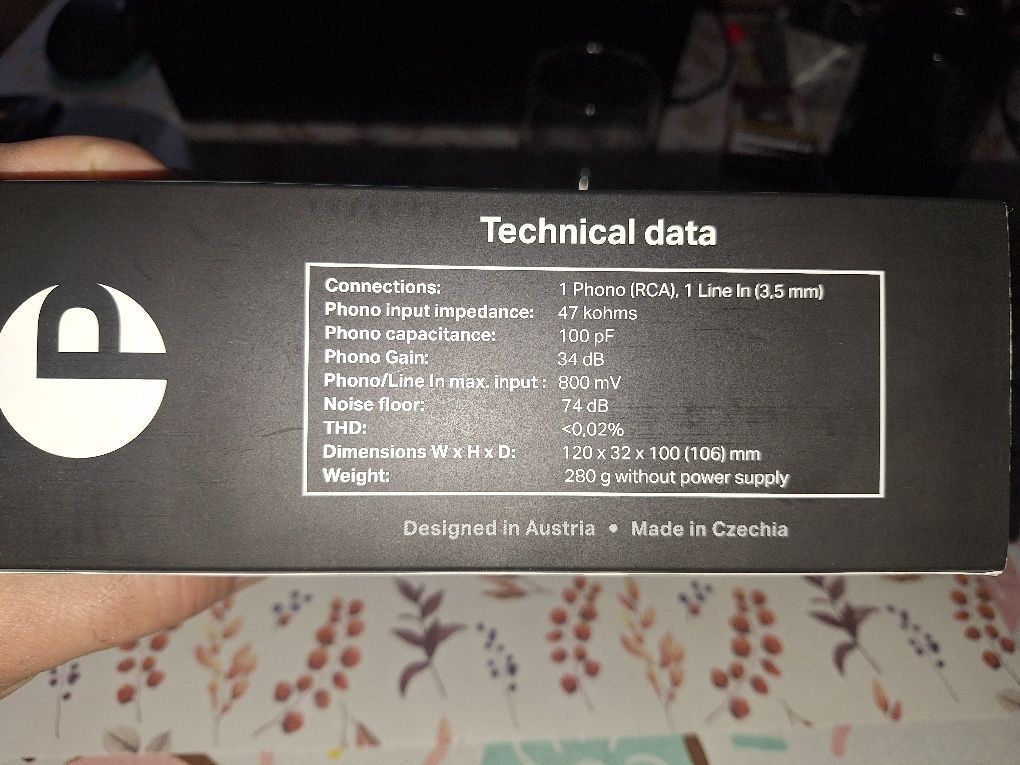 Technical data
Connections: 1 Phono (RCA), 1 Line In (3,5 mm)
Phono input impedance: 47 kohms
Phono capacitance: 100 pF
Phono Gain: 34 dB
Phono/Line In max. input : 800 mV
Noise floor: 74 dB
THD: <0,02%
Dimensions W x H x D: 120 x 32 x 100 (106) mm
Weight: 280 g without power supply
Designed in Austria • Made in Czechia